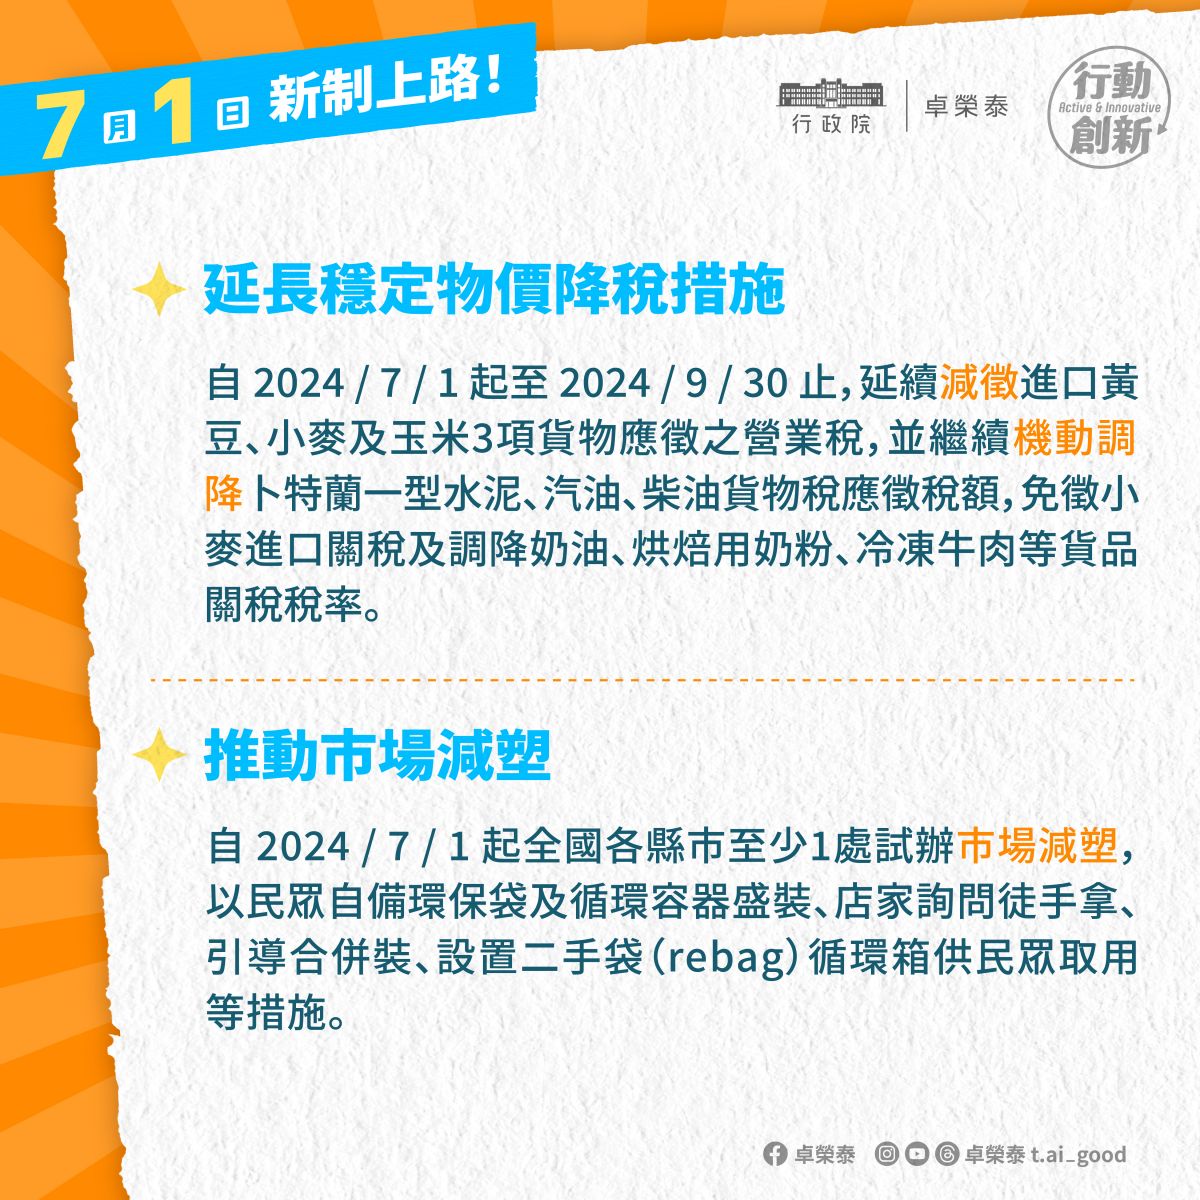 7月1日 新制上路！
行政院
卓榮泰
行動
Active & Innovative
創新
延長穩定物價降稅措施
自 2024 / 7 / 1 起至 2024 / 9 / 30 止，延續減徵進口黃
豆、小麥及玉米3項貨物應徵之營業稅，並繼續機動調
降卜特蘭一型水泥、汽油、柴油貨物稅應徵稅額，免徵小
麥進口關稅及調降奶油、烘焙用奶粉、冷凍牛肉等貨品
關稅稅率。
推動市場減塑
自 2024 / 7 / 1 起全國各縣市至少1處試辦市場減塑，
以民眾自備環保袋及循環容器盛裝、店家詢問徒手拿、
引導合併裝、設置二手袋（rebag）循環箱供民眾取用
等措施。
卓榮泰 卓榮泰 t.ai_good